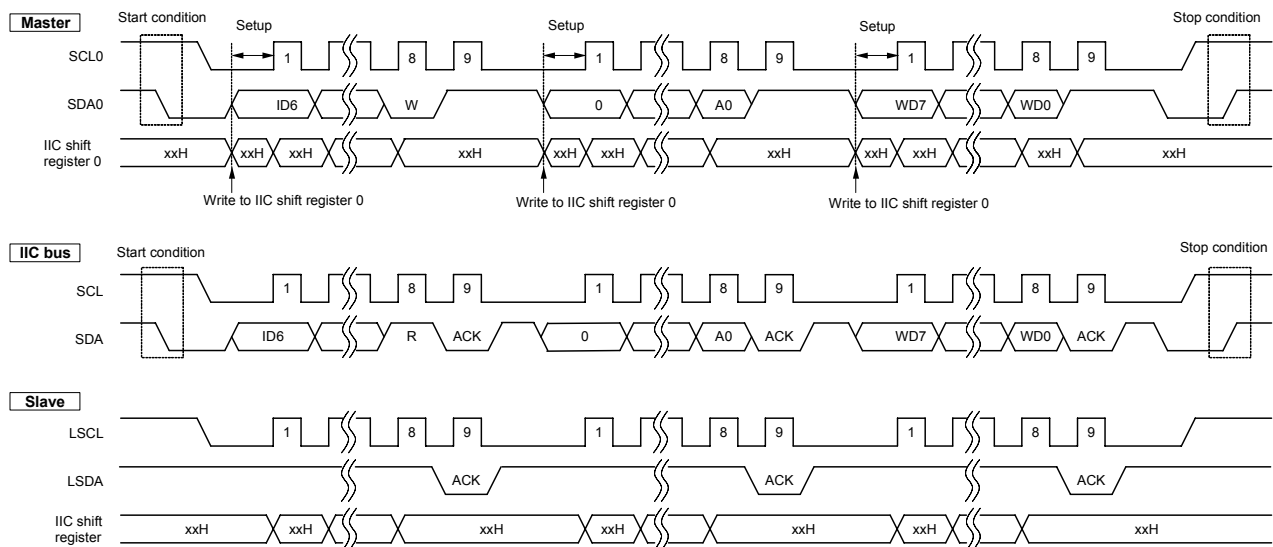 Master
Start condition
Setup
Setup
Setup
Stop condition
SCL0
1 8 9 1 8 9 1 8 9
SDA0
ID6 W 0 A0 WD7 WD0
IIC shift
register 0
xxH xxH xxH xxH xxH xxH xxH xxH xxH xxH xxH
Write to IIC shift register 0
Write to IIC shift register 0
Write to IIC shift register 0
IIC bus
Start condition
Stop condition
SCL
1 8 9 1 8 9 1 8 9
SDA
ID6 R ACK 0 A0 ACK WD7 WD0 ACK
Slave
LSCL
1 8 9 1 8 9 1 8 9
LSDA
ACK ACK ACK
IIC shift
register
xxH xxH xxH xxH xxH xxH xxH